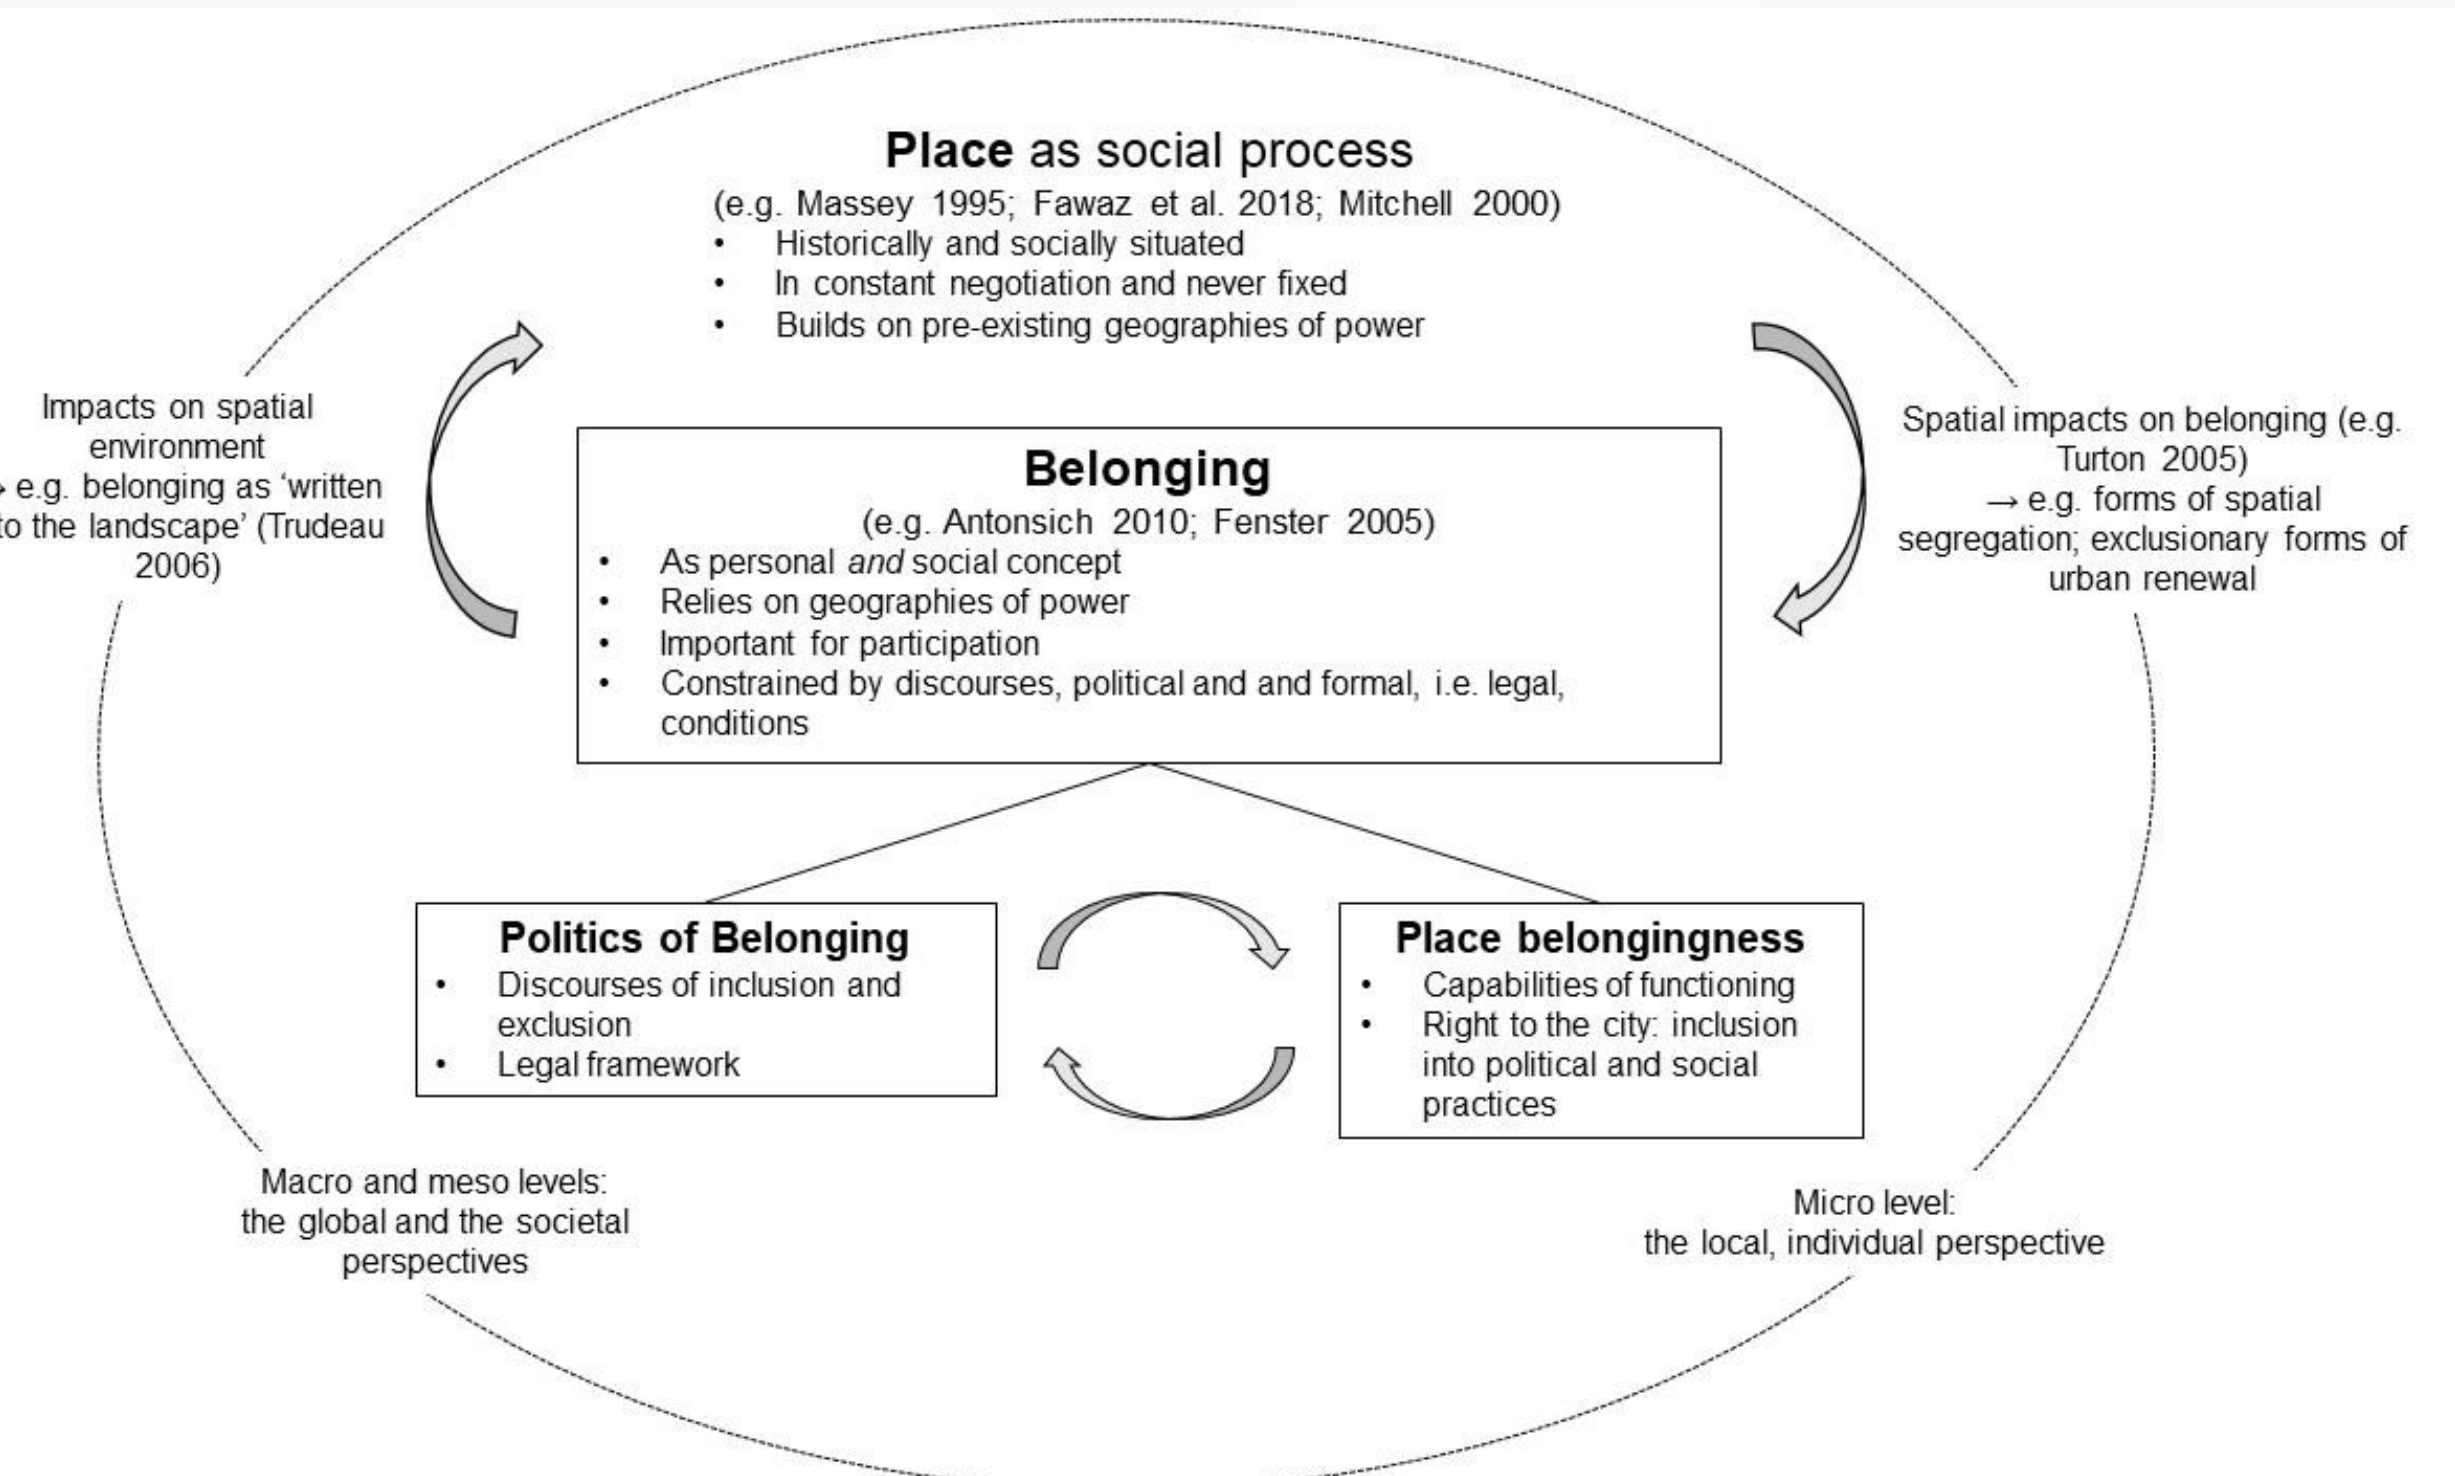 Place as social process
(e.g. Massey 1995; Fawaz et al. 2018; Mitchell 2000)
• Historically and socially situated
• In constant negotiation and never fixed
• Builds on pre-existing geographies of power
Impacts on spatial
environment
→ e.g. belonging as ‘written
to the landscape’ (Trudeau
2006)
Belonging
(e.g. Antonsich 2010; Fenster 2005)
• As personal and social concept
• Relies on geographies of power
• Important for participation
• Constrained by discourses, political and and formal, i.e. legal,
conditions
Spatial impacts on belonging (e.g.
Turton 2005)
→ e.g. forms of spatial
segregation; exclusionary forms of
urban renewal
Politics of Belonging
• Discourses of inclusion and
exclusion
• Legal framework
Place belongingness
• Capabilities of functioning
• Right to the city: inclusion
into political and social
practices
Macro and meso levels:
the global and the societal
perspectives
Micro level:
the local, individual perspective